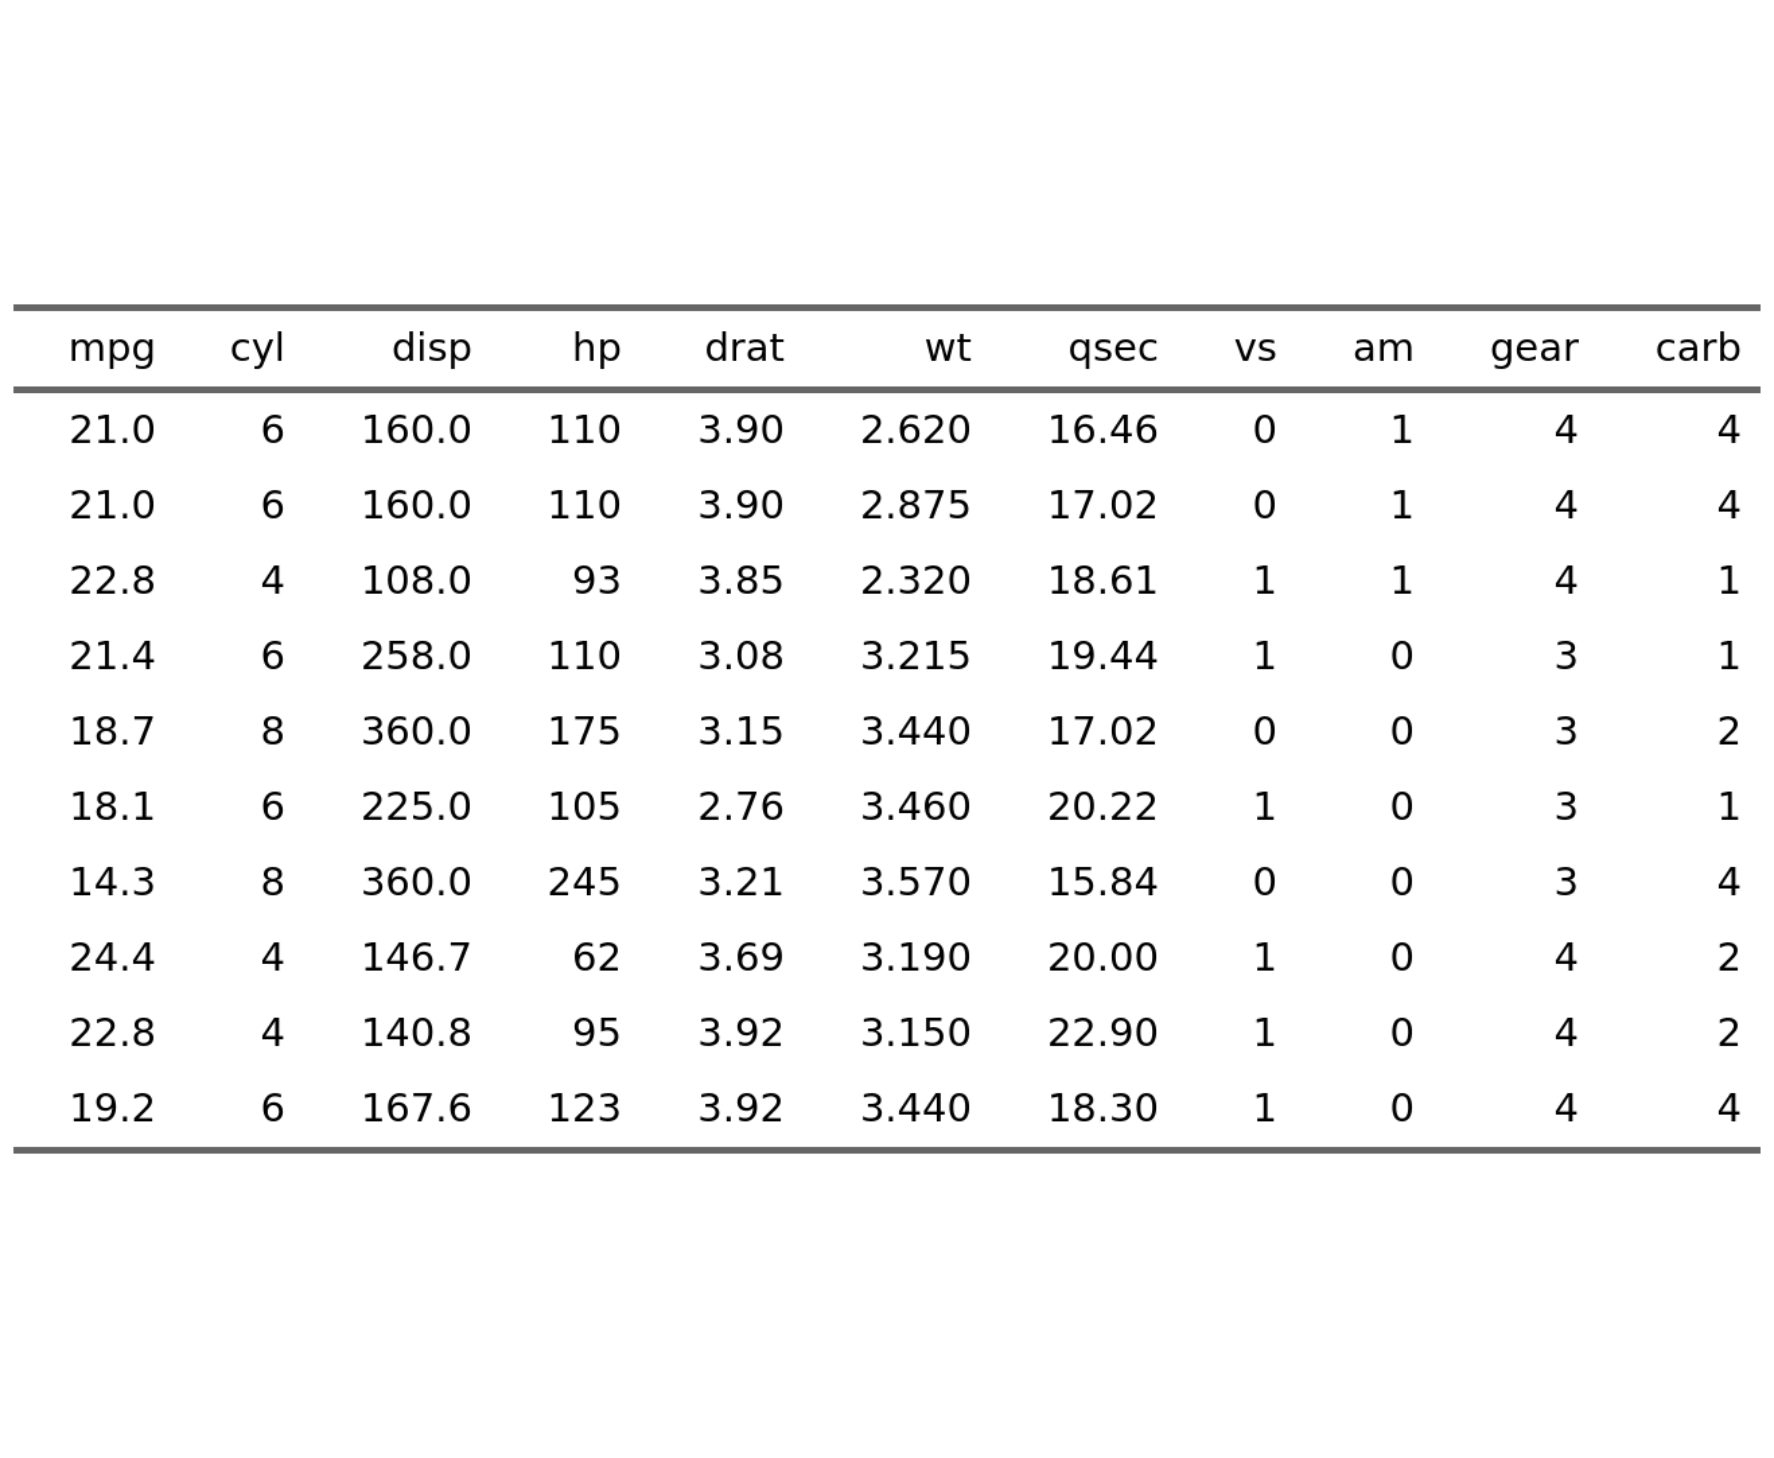 mpg cyl disp hp drat wt qsec vs am gear carb
21.0 6 160.0 110 3.90 2.620 16.46 0 1 4 4
21.0 6 160.0 110 3.90 2.875 17.02 0 1 4 4
22.8 4 108.0 93 3.85 2.320 18.61 1 1 4 1
21.4 6 258.0 110 3.08 3.215 19.44 1 0 3 1
18.7 8 360.0 175 3.15 3.440 17.02 0 0 3 2
18.1 6 225.0 105 2.76 3.460 20.22 1 0 3 1
14.3 8 360.0 245 3.21 3.570 15.84 0 0 3 4
24.4 4 146.7 62 3.69 3.190 20.00 1 0 4 2
22.8 4 140.8 95 3.92 3.150 22.90 1 0 4 2
19.2 6 167.6 123 3.92 3.440 18.30 1 0 4 4